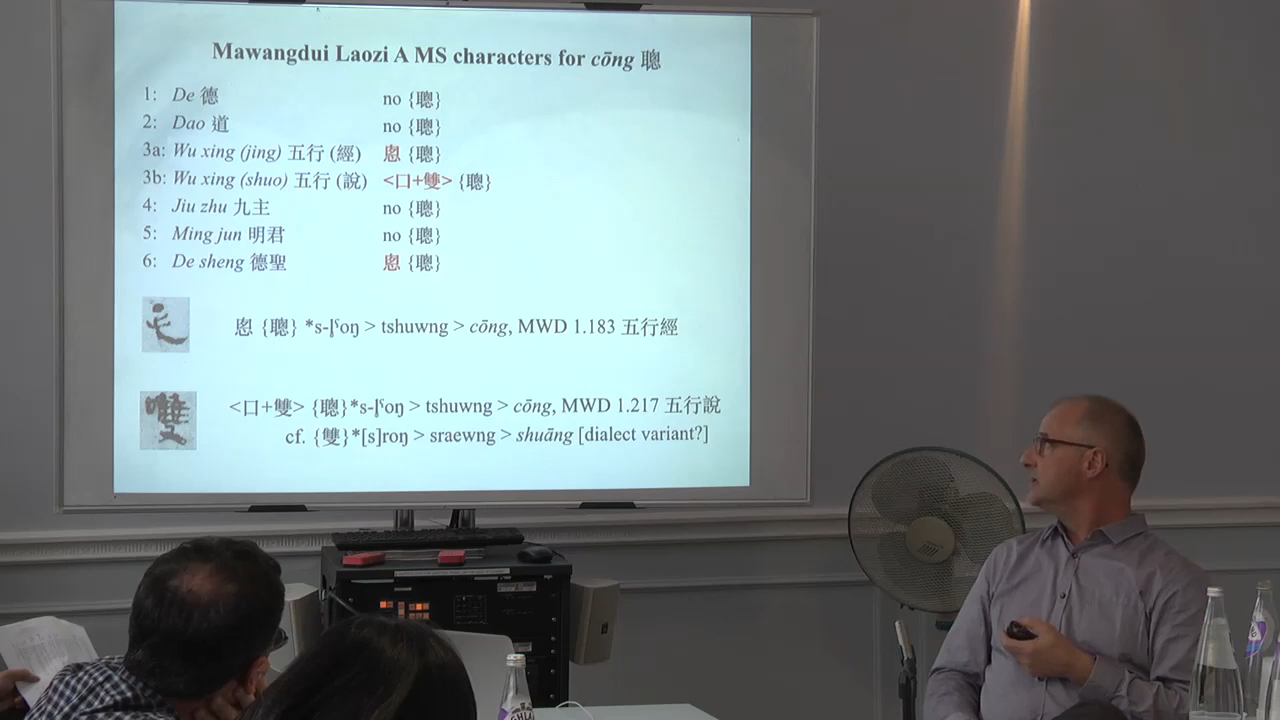 Mawangdui Laozi A MS characters for cōng 聰
1: De 德 no {聰}
2: Dao 道 no {聰}
3a: Wu xing (jing) 五行 (經) 悤 {聰}
3b: Wu xing (shuo) 五行 (說) <口+雙> {聰}
4: Jiu zhu 九主 no {聰}
5: Ming jun 明君 no {聰}
6: De sheng 德聖 悤 {聰}
悤 {聰} *s-l̥ˤoŋ > tshuwng > cōng, MWD 1.183 五行經
<口+雙> {聰}*s-l̥ˤoŋ > tshuwng > cōng, MWD 1.217 五行說
cf. {雙}*[s]roŋ > sraewng > shuāng [dialect variant?]